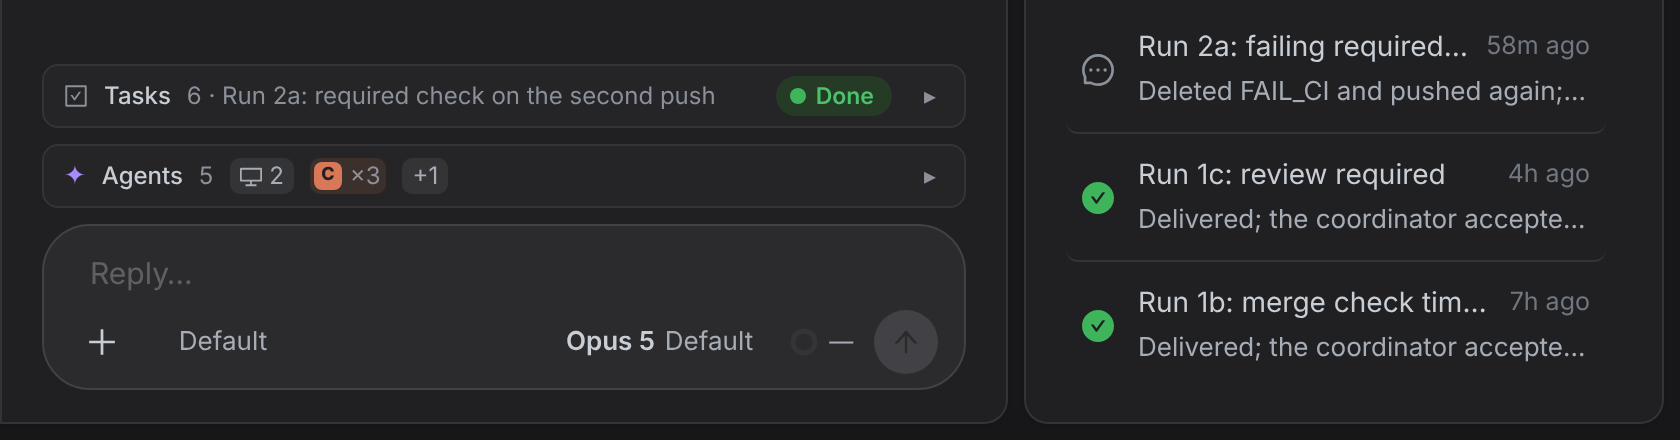 Tasks 6 · Run 2a: required check on the second push Done
Agents 5 2 C ×3 +1
Reply...
Default Opus 5 Default
Run 2a: failing required... 58m ago
Deleted FAIL_CI and pushed again;...
Run 1c: review required 4h ago
Delivered; the coordinator accepte...
Run 1b: merge check tim... 7h ago
Delivered; the coordinator accepte...